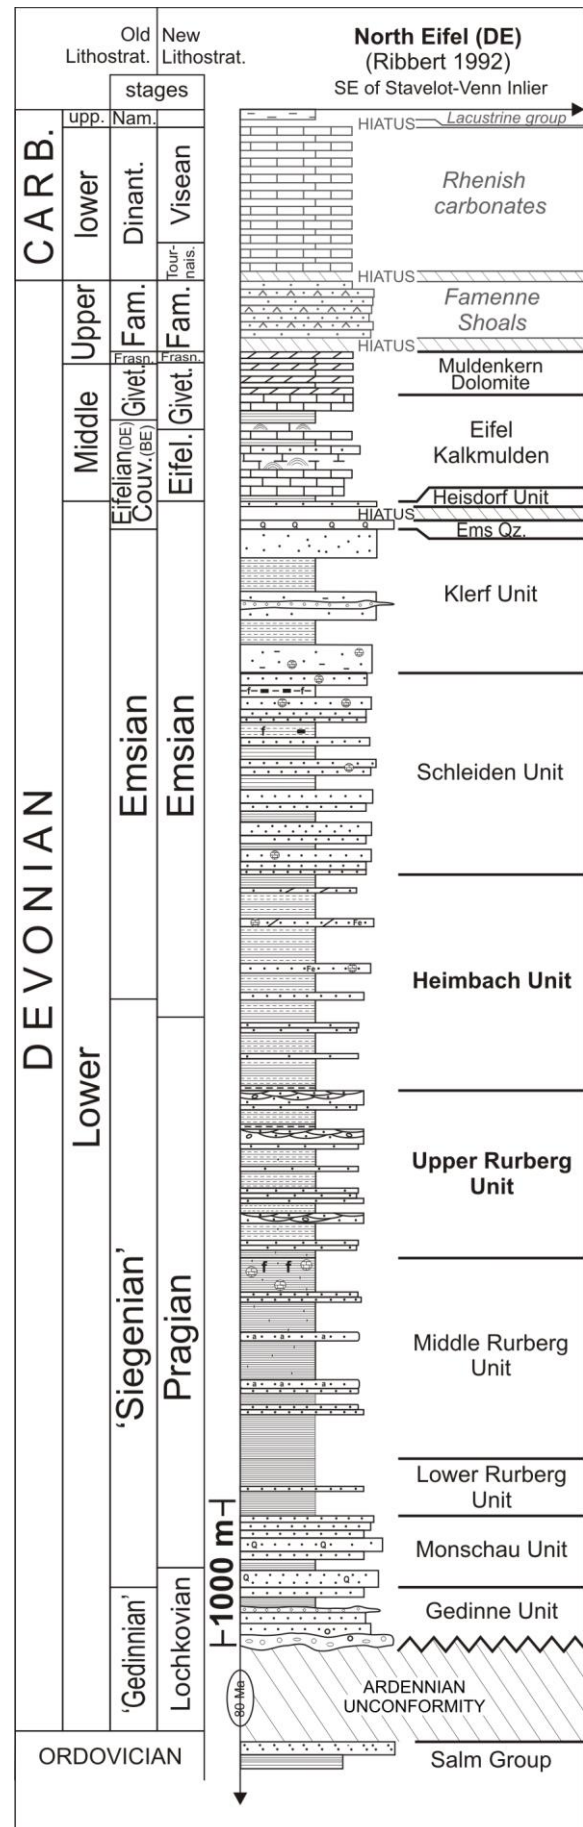 Old
Lithostrat.
New
Lithostrat.
stages
North Eifel (DE)
(Ribbert 1992)
SE of Stavelot-Venn Inlier
CARB.
upp.
Nam.
lower
Dinant.
Visean
Tour-
nais.
HIATUS
Lacustrine group
Rhenish
carbonates
HIATUS
DEVONIAN
Upper
Fam.
Fam.
Famenne
Shoals
HIATUS
Frasn.
Frasn.
Middle
Givet.
Givet.
Muldenkern
Dolomite
Eifelian(DE)
Couv.(BE)
Eifel.
Eifel
Kalkmulden
Heisdorf Unit
HIATUS
Q Q Q Q
Ems Qz.
Lower
Emsian
Emsian
Klerf Unit
f f
f
Schleiden Unit
Fe
Fe
Heimbach Unit
Upper Rurberg
Unit
'Siegenian'
Pragian
f f
a a a
a a a
Middle Rurberg
Unit
Lower Rurberg
Unit
1000 m
Q Q
Q Q
Monschau Unit
'Gedinnian'
Lochkovian
Gedinne Unit
80 Ma
ARDENNIAN
UNCONFORMITY
ORDOVICIAN
Salm Group